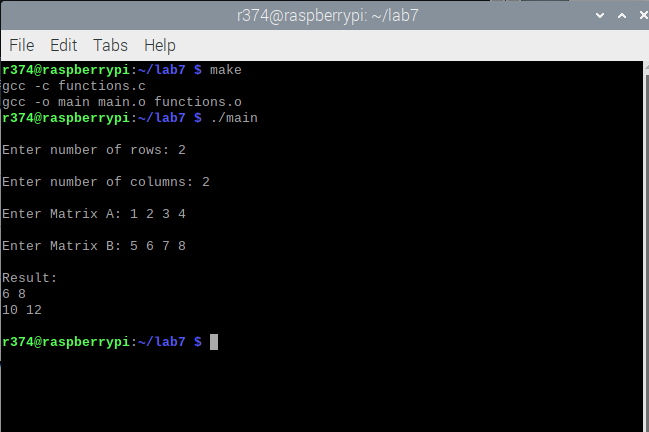 r374@raspberrypi: ~/lab7
File Edit Tabs Help
r374@raspberrypi:~/lab7 $ make
gcc -c functions.c
gcc -o main main.o functions.o
r374@raspberrypi:~/lab7 $ ./main
Enter number of rows: 2
Enter number of columns: 2
Enter Matrix A: 1 2 3 4
Enter Matrix B: 5 6 7 8
Result:
6 8
10 12
r374@raspberrypi:~/lab7 $